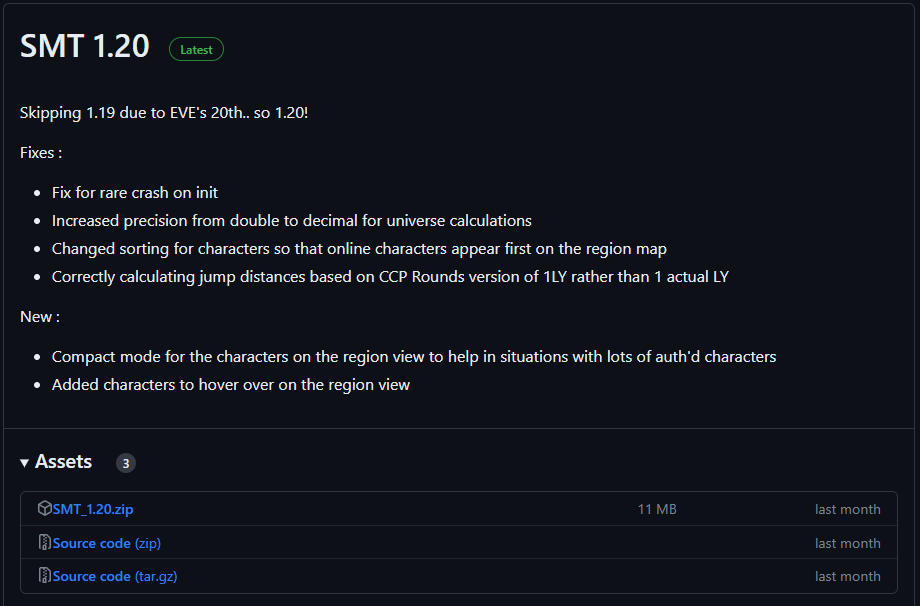 SMT 1.20 Latest
Skipping 1.19 due to EVE's 20th.. so 1.20!
Fixes :
Fix for rare crash on init
Increased precision from double to decimal for universe calculations
Changed sorting for characters so that online characters appear first on the region map
Correctly calculating jump distances based on CCP Rounds version of 1LY rather than 1 actual LY
New :
Compact mode for the characters on the region view to help in situations with lots of auth'd characters
Added characters to hover over on the region view
Assets 3
SMT_1.20.zip 11 MB last month
Source code (zip) last month
Source code (tar.gz) last month